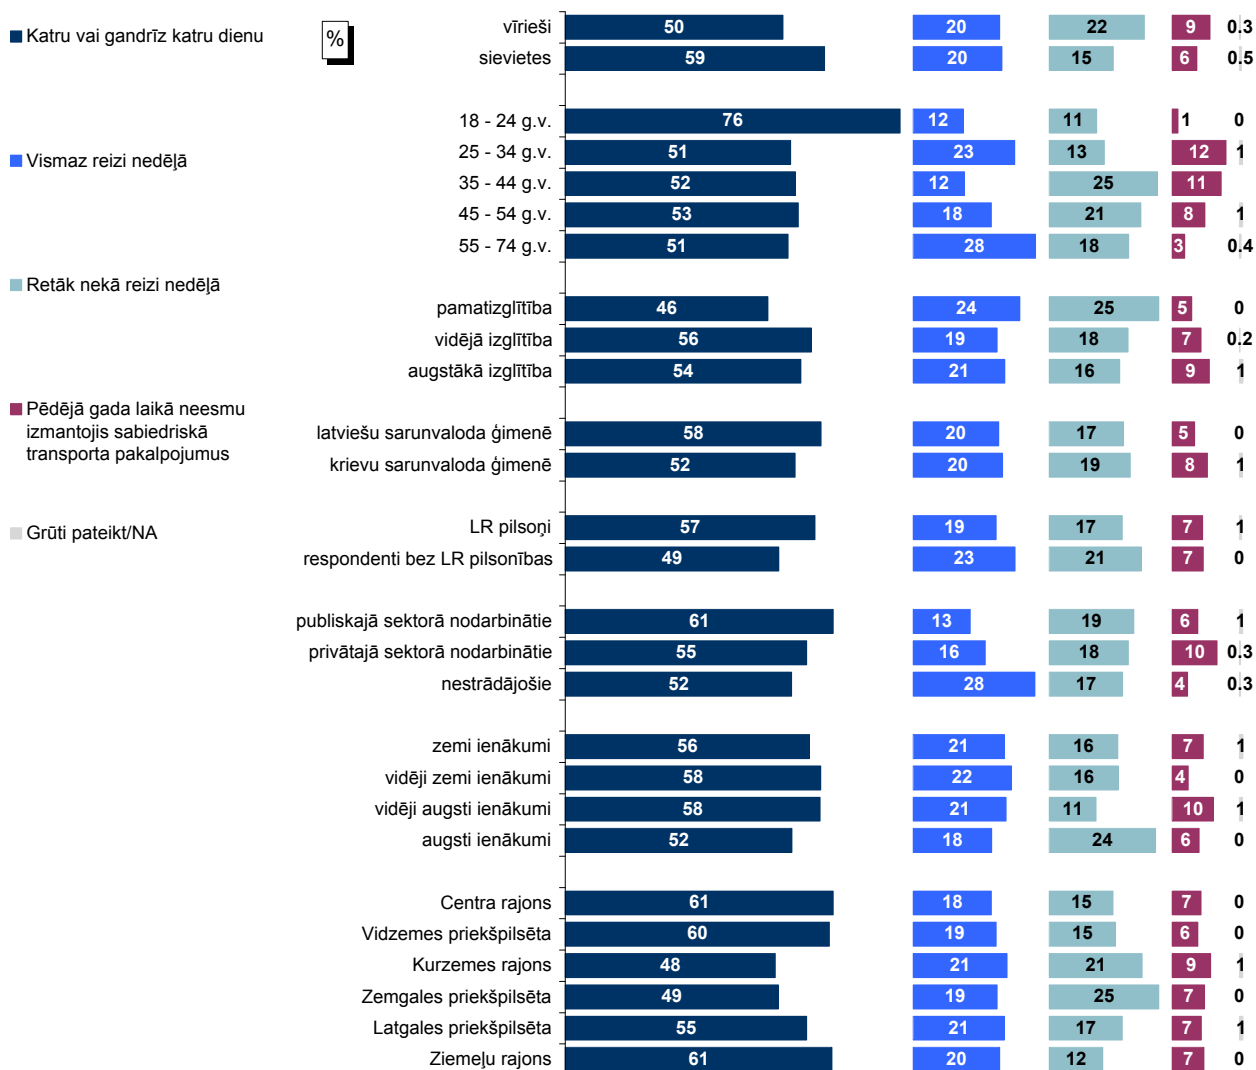 Katru vai gandrīz katru dienu
%
Vismaz reizi nedēļā
Retāk nekā reizi nedēļā
Pēdējā gada laikā neesmu
izmantojis sabiedriskā
transporta pakalpojumus
Grūti pateikt/NA
vīrieši 50 20 22 9 0.3
sievietes 59 20 15 6 0.5
18 - 24 g.v. 76 12 11 1 0
25 - 34 g.v. 51 23 13 12 1
35 - 44 g.v. 52 12 25 11
45 - 54 g.v. 53 18 21 8 1
55 - 74 g.v. 51 28 18 3 0.4
pamatizglītība 46 24 25 5 0
vidējā izglītība 56 19 18 7 0.2
augstākā izglītība 54 21 16 9 1
latviešu sarunvaloda ģimenē 58 20 17 5 0
krievu sarunvaloda ģimenē 52 20 19 8 1
LR pilsoņi 57 19 17 7 1
respondenti bez LR pilsonības 49 23 21 7 0
publiskajā sektorā nodarbinātie 61 13 19 6 1
privātajā sektorā nodarbinātie 55 16 18 10 0.3
nestrādājošie 52 28 17 4 0.3
zemi ienākumi 56 21 16 7 1
vidēji zemi ienākumi 58 22 16 4 0
vidēji augsti ienākumi 58 21 11 10 1
augsti ienākumi 52 18 24 6 0
Centra rajons 61 18 15 7 0
Vidzemes priekšpilsēta 60 19 15 6 0
Kurzemes rajons 48 21 21 9 1
Zemgales priekšpilsēta 49 19 25 7 0
Latgales priekšpilsēta 55 21 17 7 1
Ziemeļu rajons 61 20 12 7 0